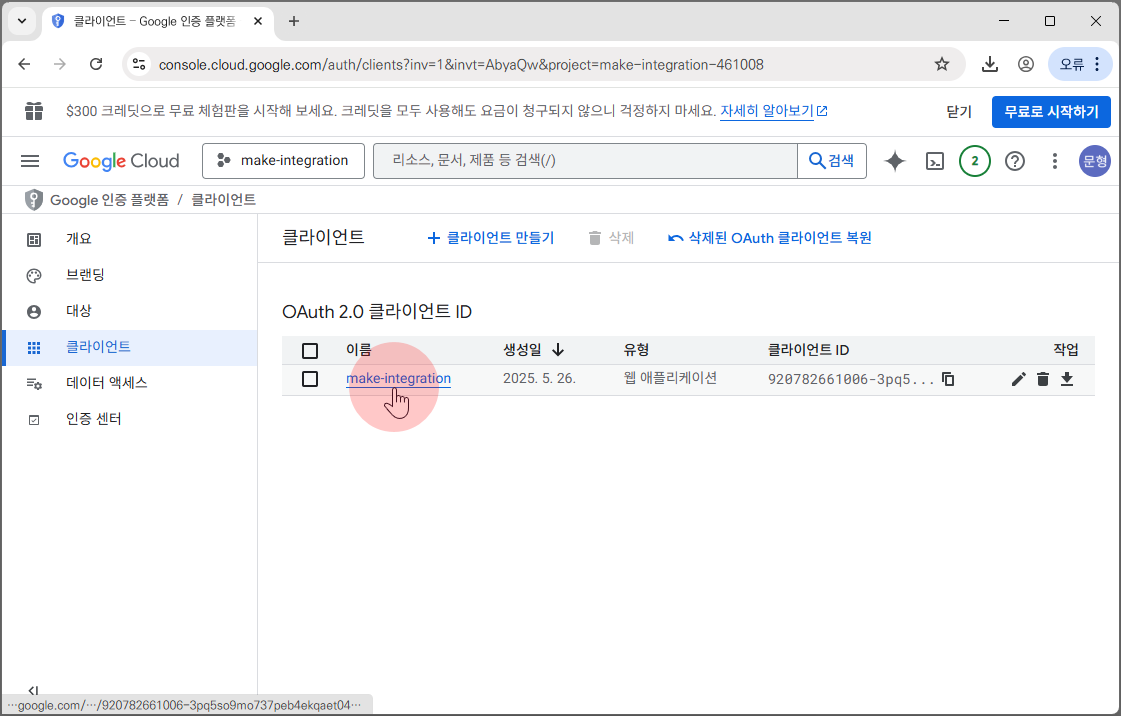 클라이언트 – Google 인증 플랫폼
console.cloud.google.com/auth/clients?inv=1&invt=AbyaQw&project=make-integration-461008
오류
$300 크레딧으로 무료 체험판을 시작해 보세요. 크레딧을 모두 사용해도 요금이 청구되지 않으니 걱정하지 마세요. 자세히 알아보기
닫기
무료로 시작하기
Google Cloud
make-integration
리소스, 문서, 제품 등 검색(/)
검색
2
문형
Google 인증 플랫폼 / 클라이언트
개요
브랜딩
대상
클라이언트
데이터 액세스
인증 센터
클라이언트
클라이언트 만들기
삭제
삭제된 OAuth 클라이언트 복원
OAuth 2.0 클라이언트 ID
이름 생성일 유형 클라이언트 ID 작업
make-integration 2025. 5. 26. 웹 애플리케이션 920782661006-3pq5...
···google.com/···/920782661006-3pq5so9mo737peb4ekqaet04···